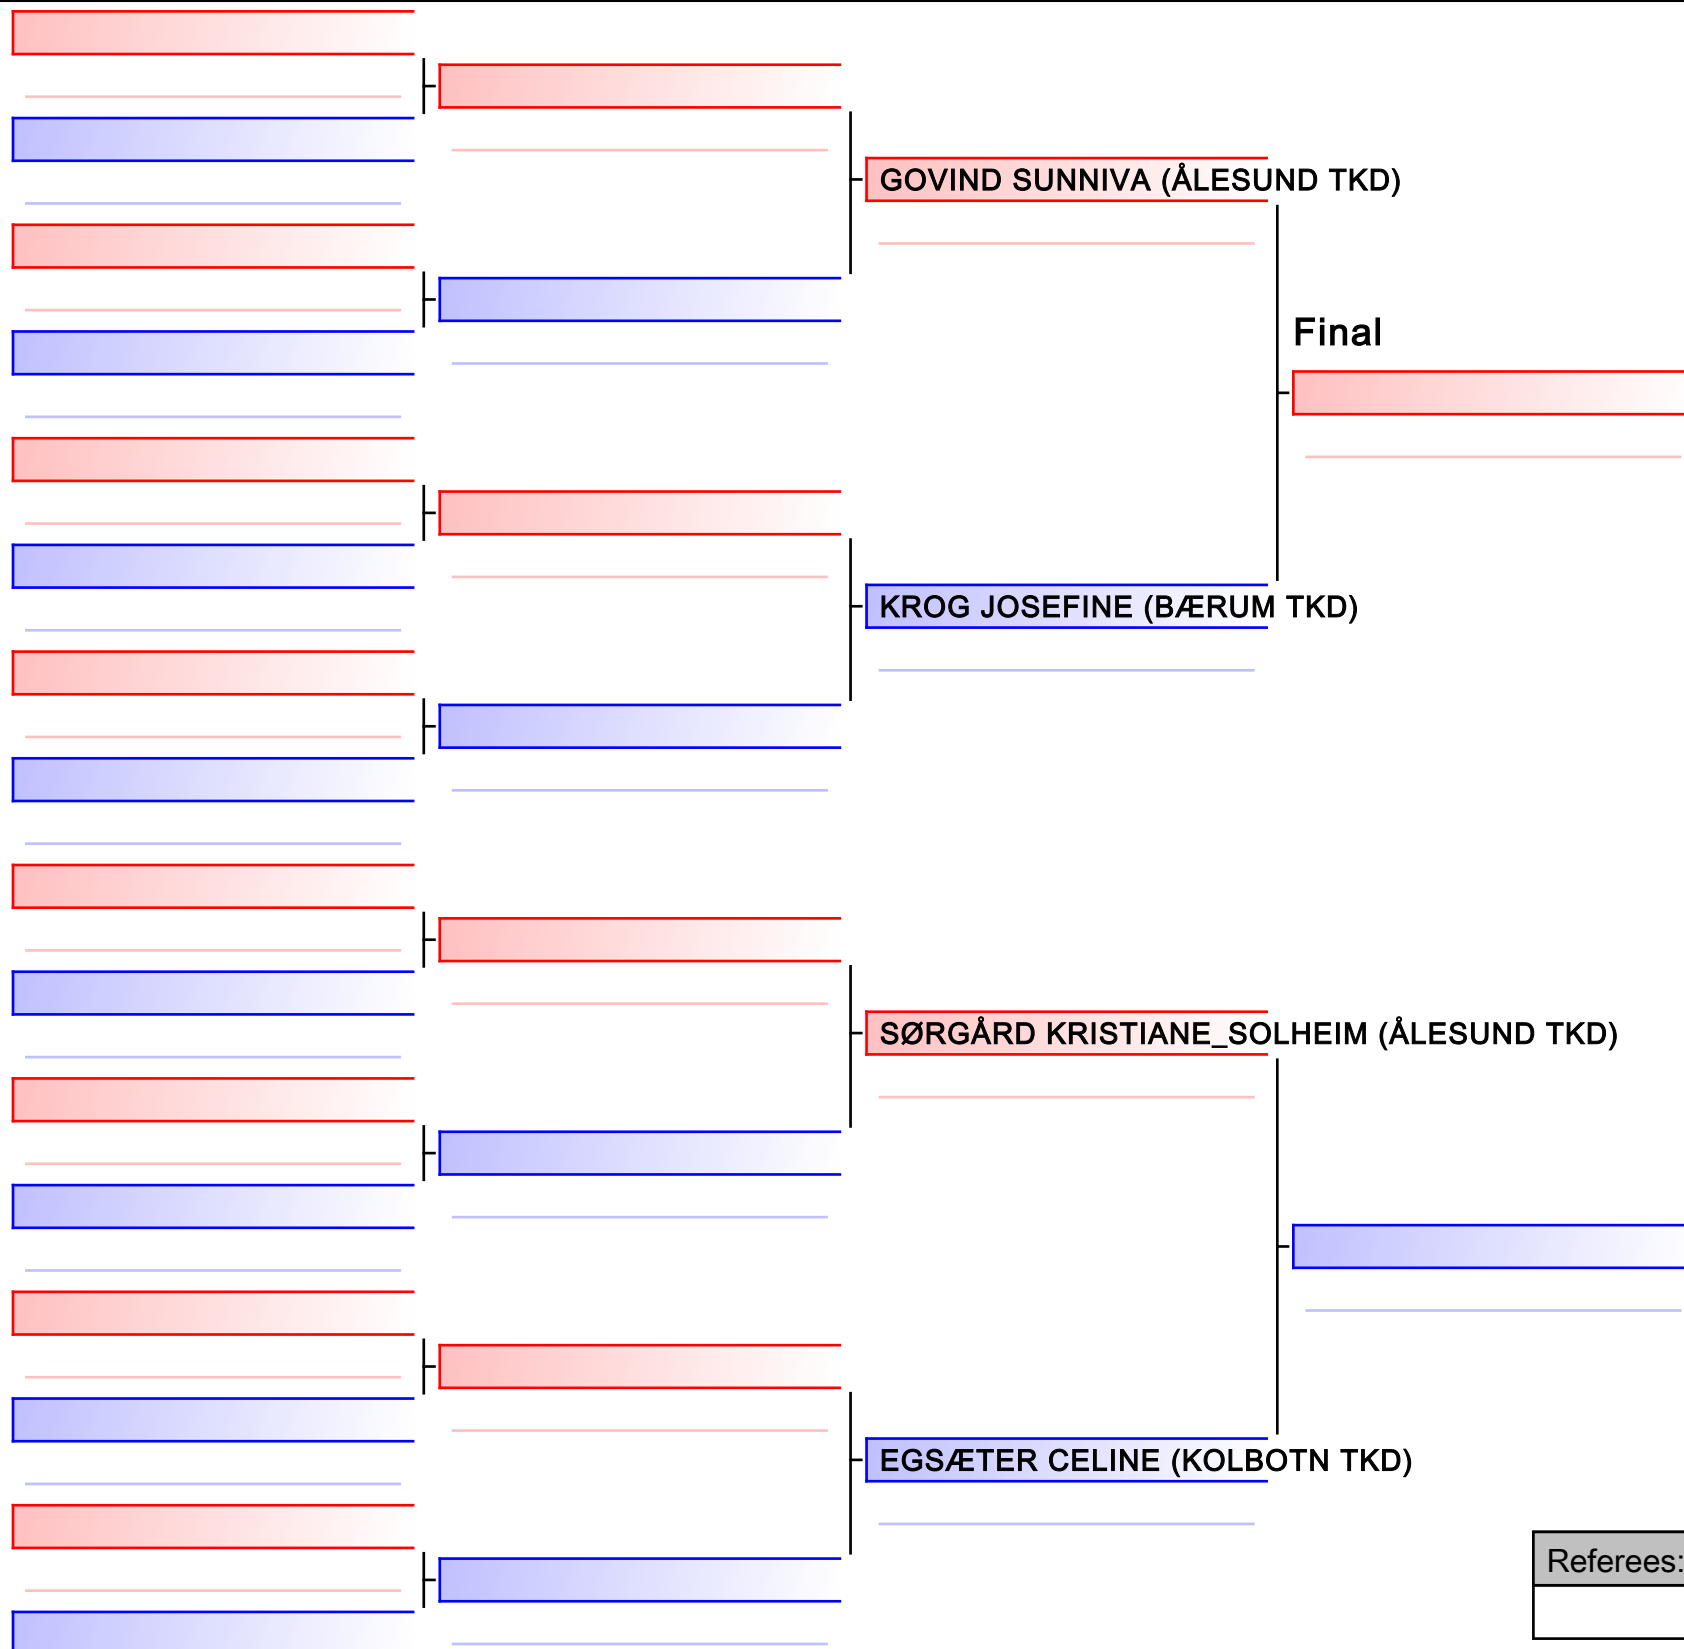 GOVIND SUNNIVA (ÅLESUND TKD)
Final
KROG JOSEFINE (BÆRUM TKD)
SØRGÅRD KRISTIANE_SOLHEIM (ÅLESUND TKD)
EGSÆTER CELINE (KOLBOTN TKD)
Referees: